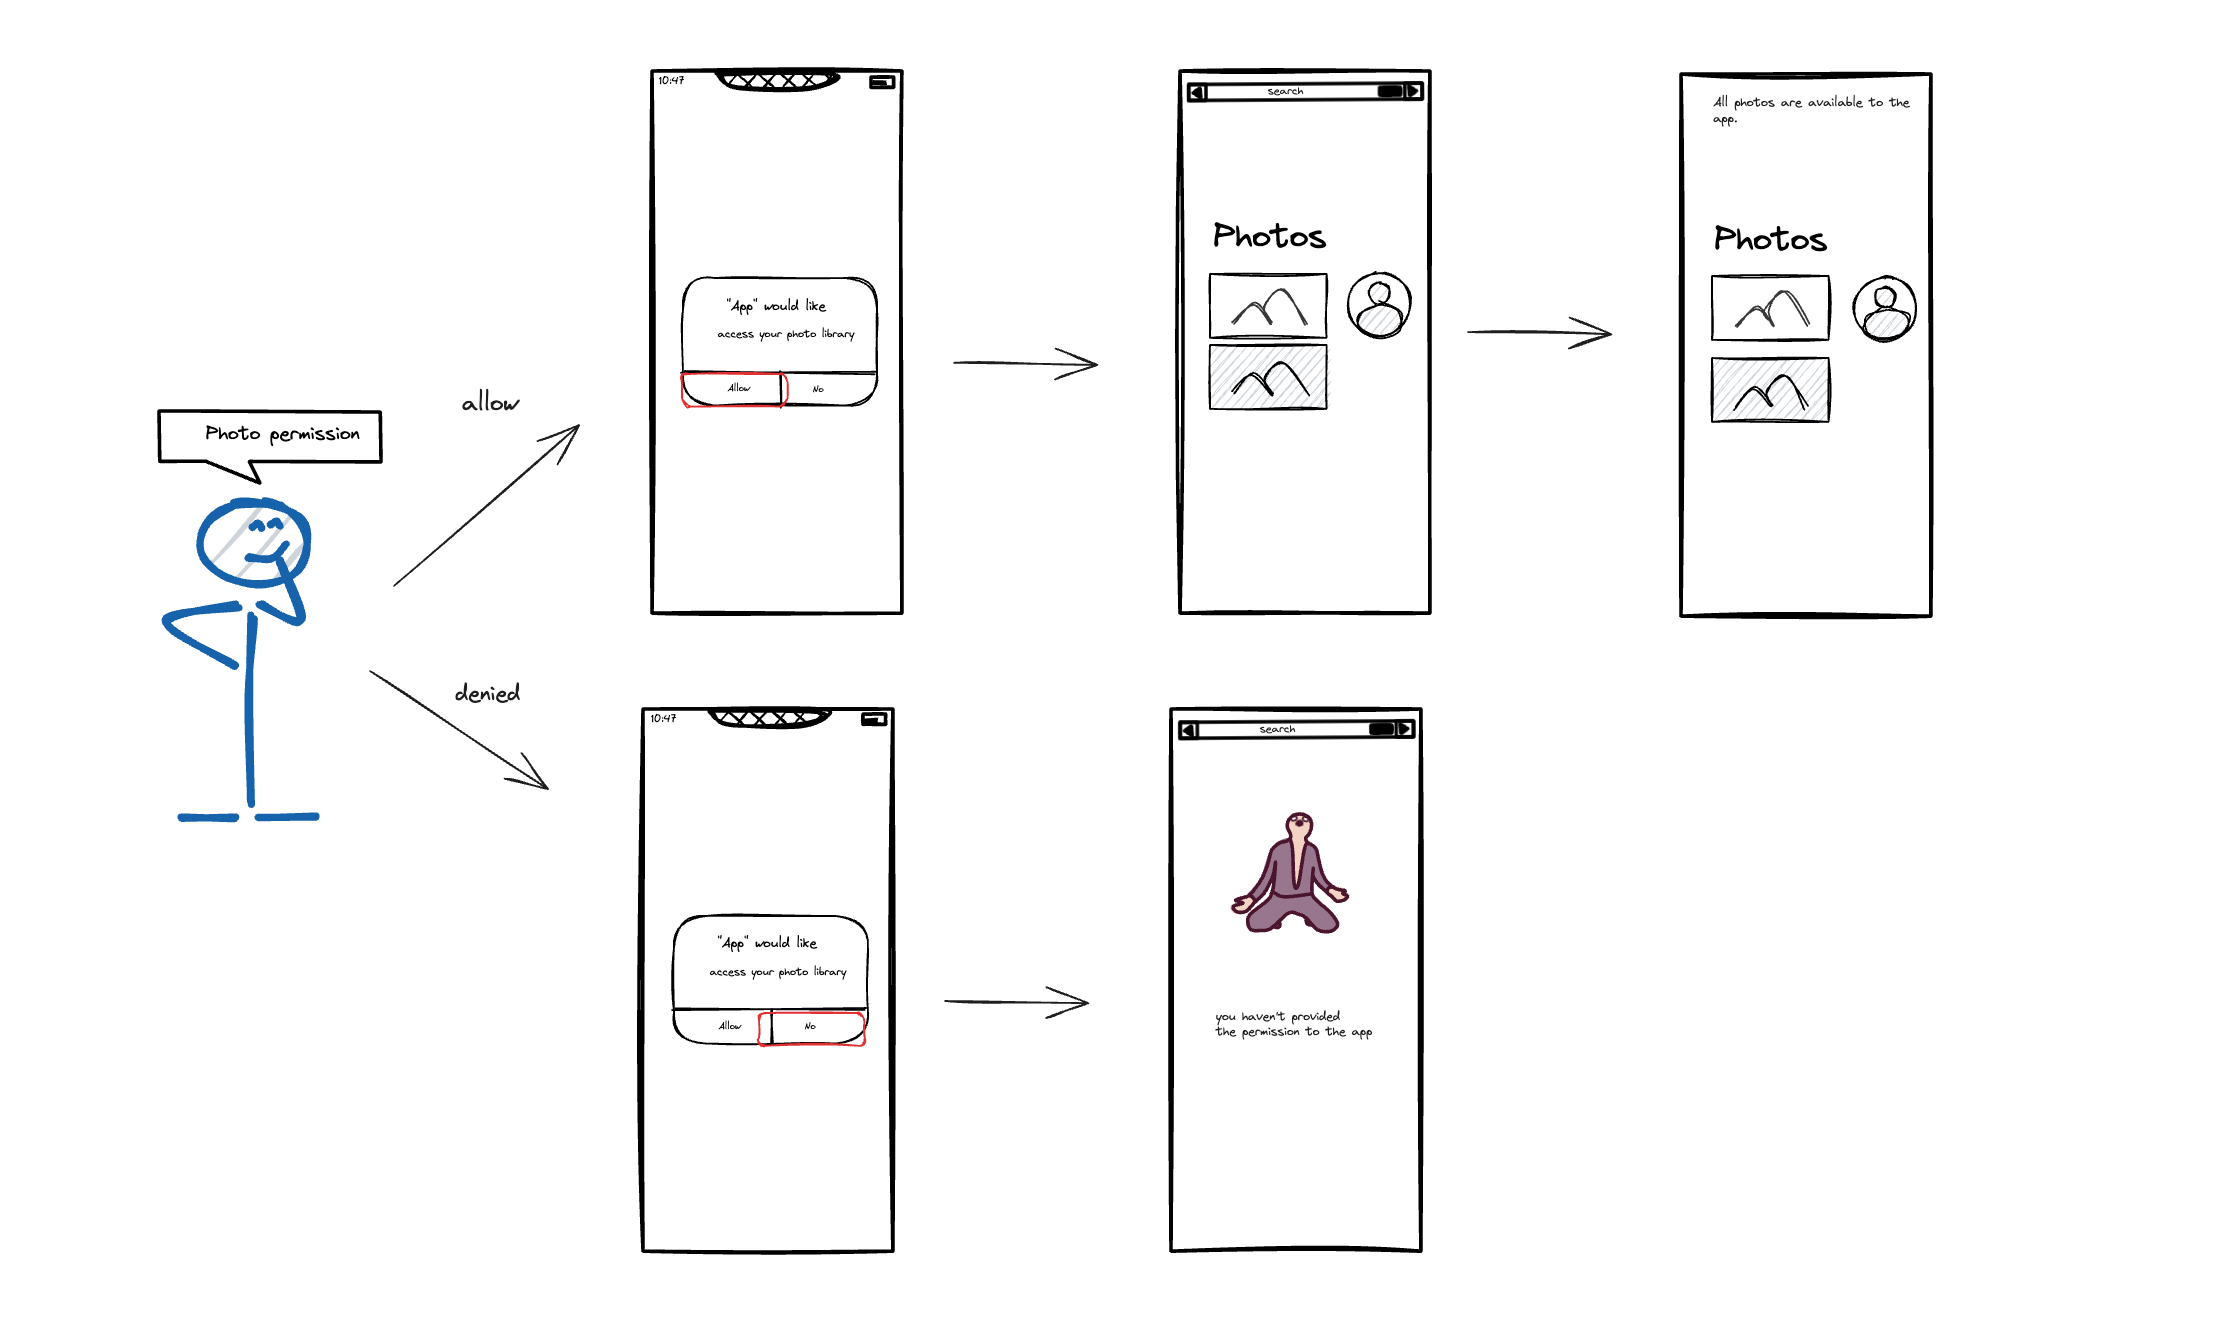 Photo permission
allow
denied
10:47
"App" would like
access your photo library
Allow No
search
Photos
All photos are available to the
app.
Photos
10:47
"App" would like
access your photo library
Allow No
search
you haven't provided
the permission to the app